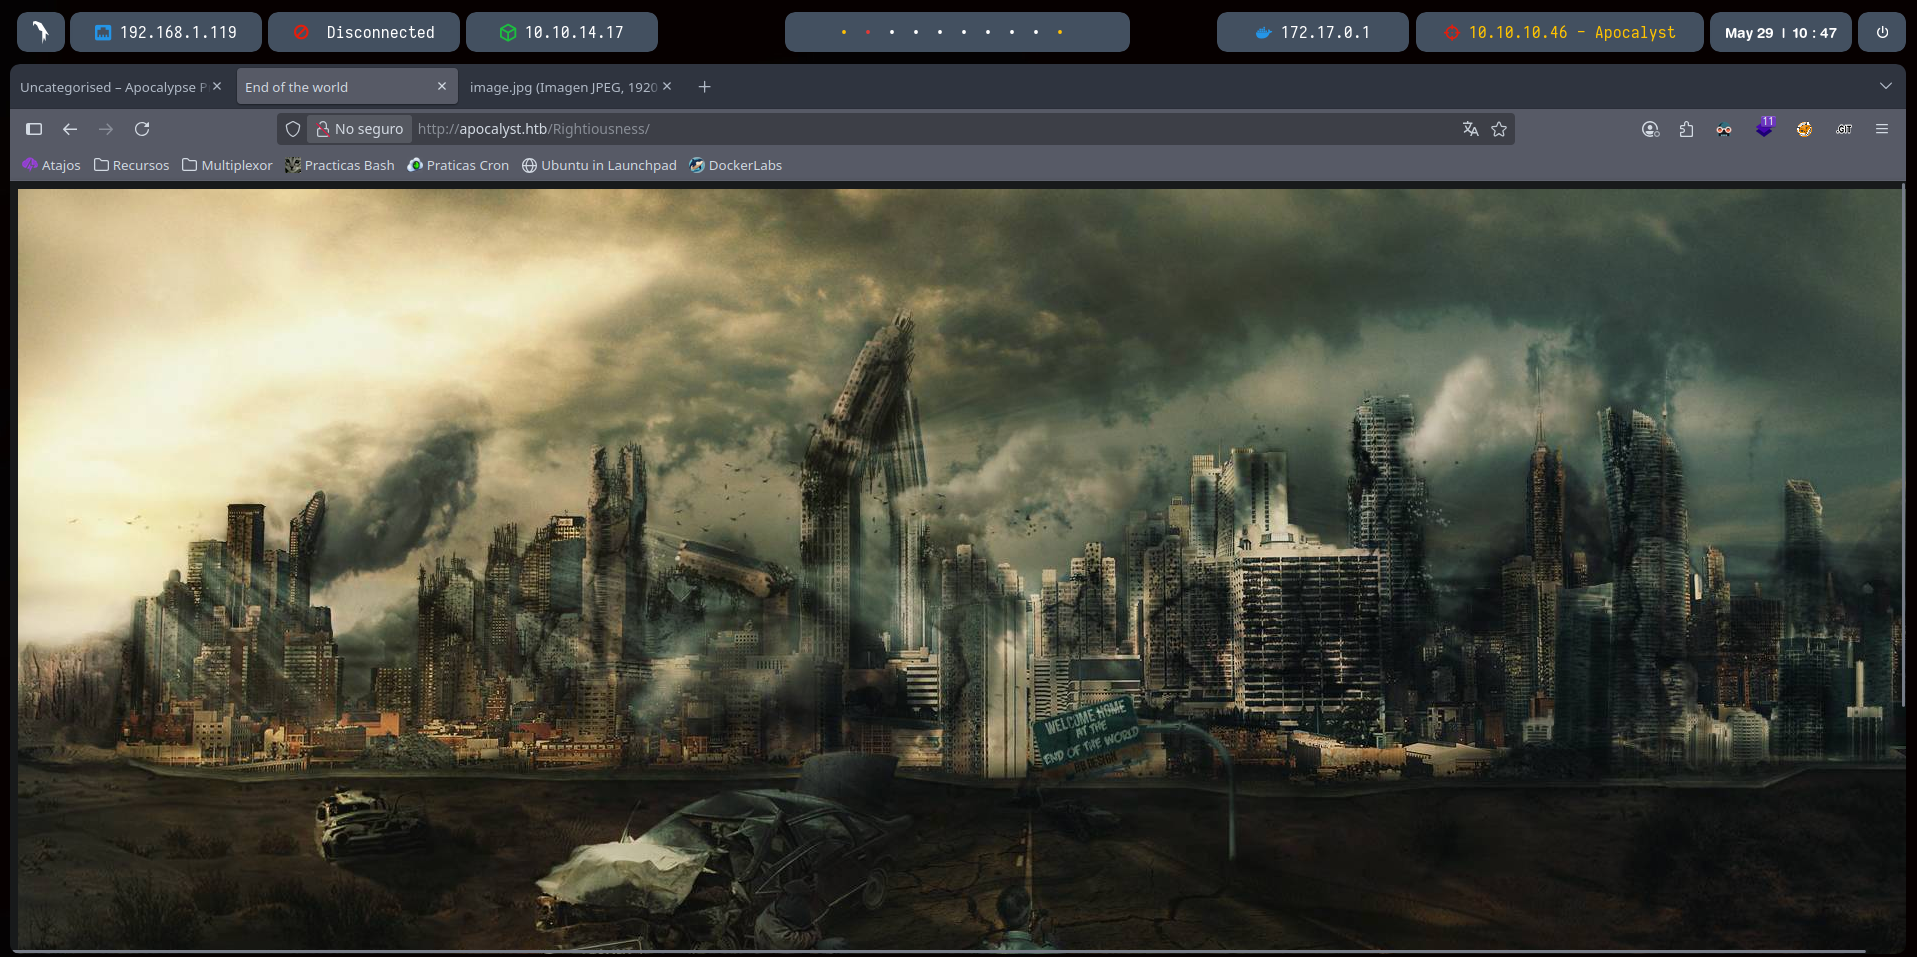 192.168.1.119
Disconnected
10.10.14.17
172.17.0.1
10.10.10.46 - Apocalyst
May 29 | 10 : 47
Uncategorised – Apocalypse P
End of the world
image.jpg (Imagen JPEG, 1920
No seguro
http://apocalyst.htb/Rightiousness/
11
.GIT
Atajos
Recursos
Multiplexor
Practicas Bash
Praticas Cron
Ubuntu in Launchpad
DockerLabs
WELCOME HOME
AT THE
END OF THE WORLD